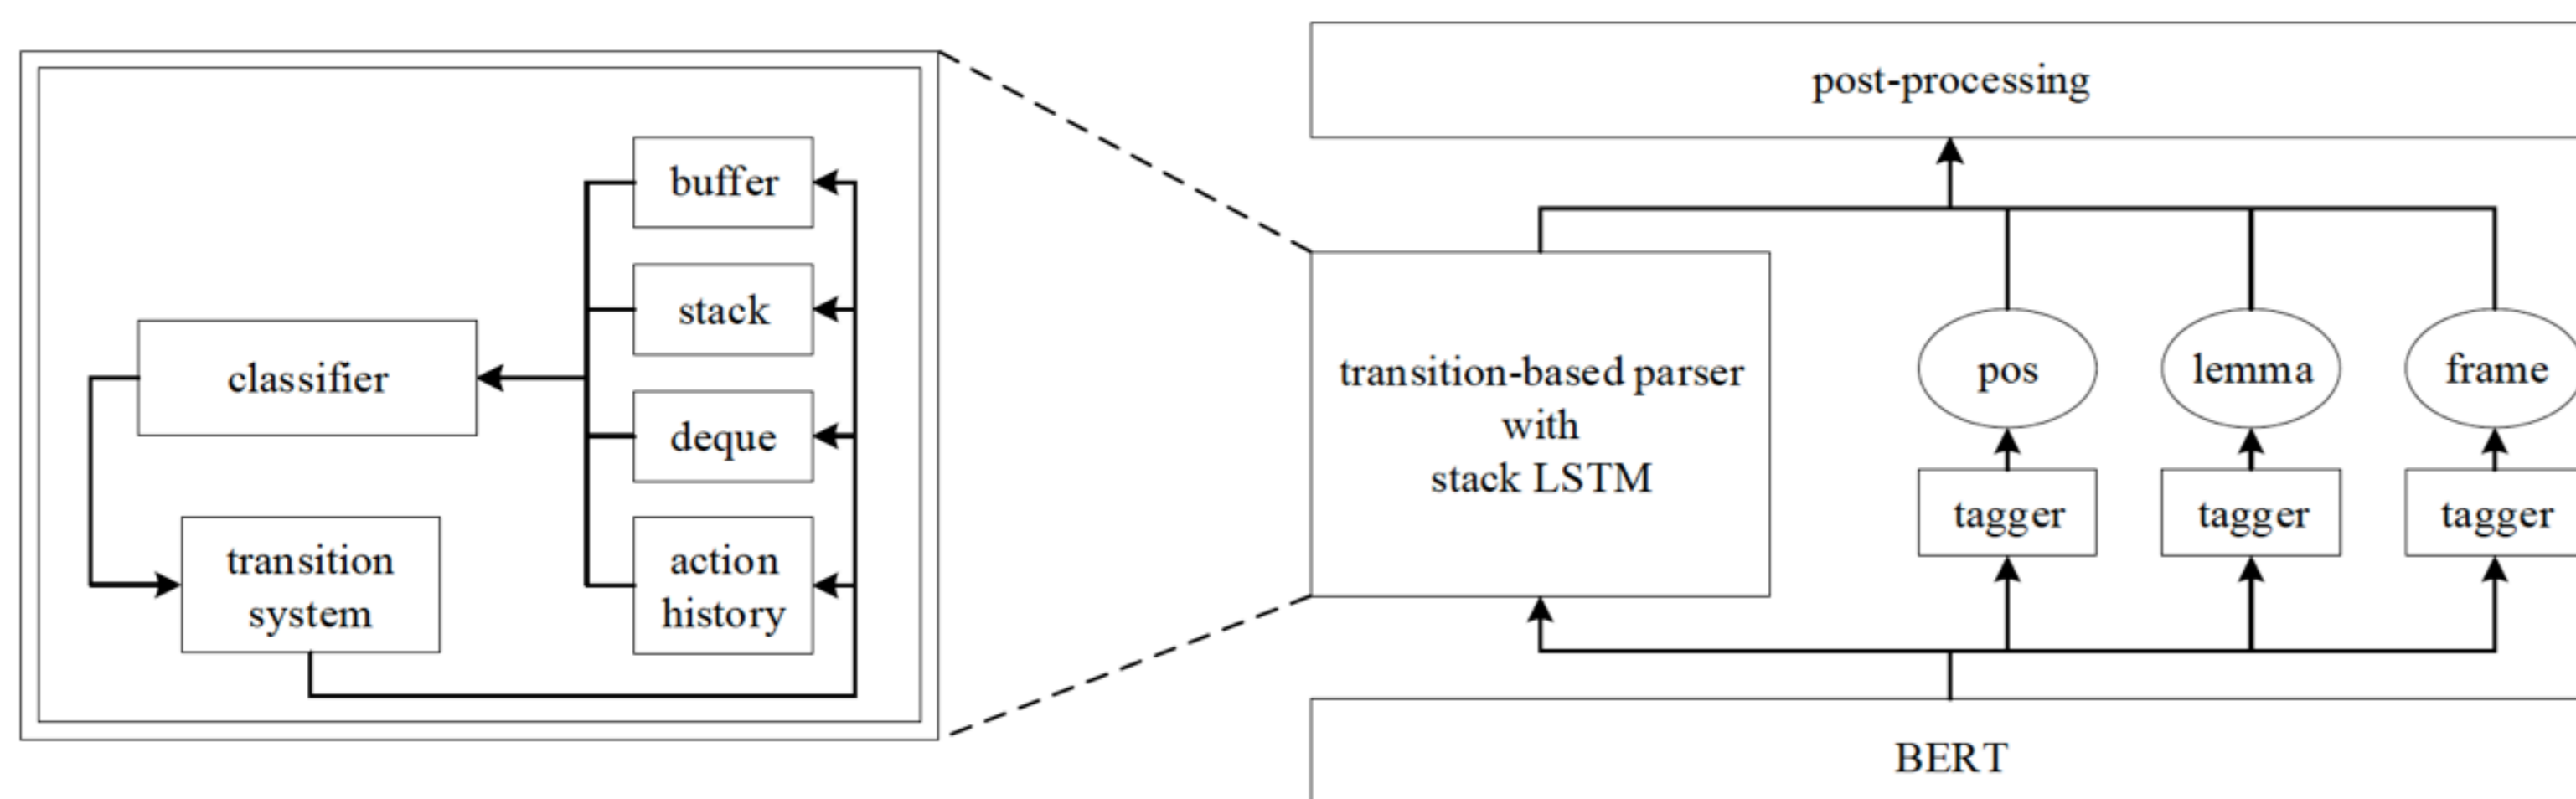 buffer
stack
deque
action
history
classifier
transition
system
post-processing
transition-based parser
with
stack LSTM
pos
lemma
frame
tagger
tagger
tagger
BERT